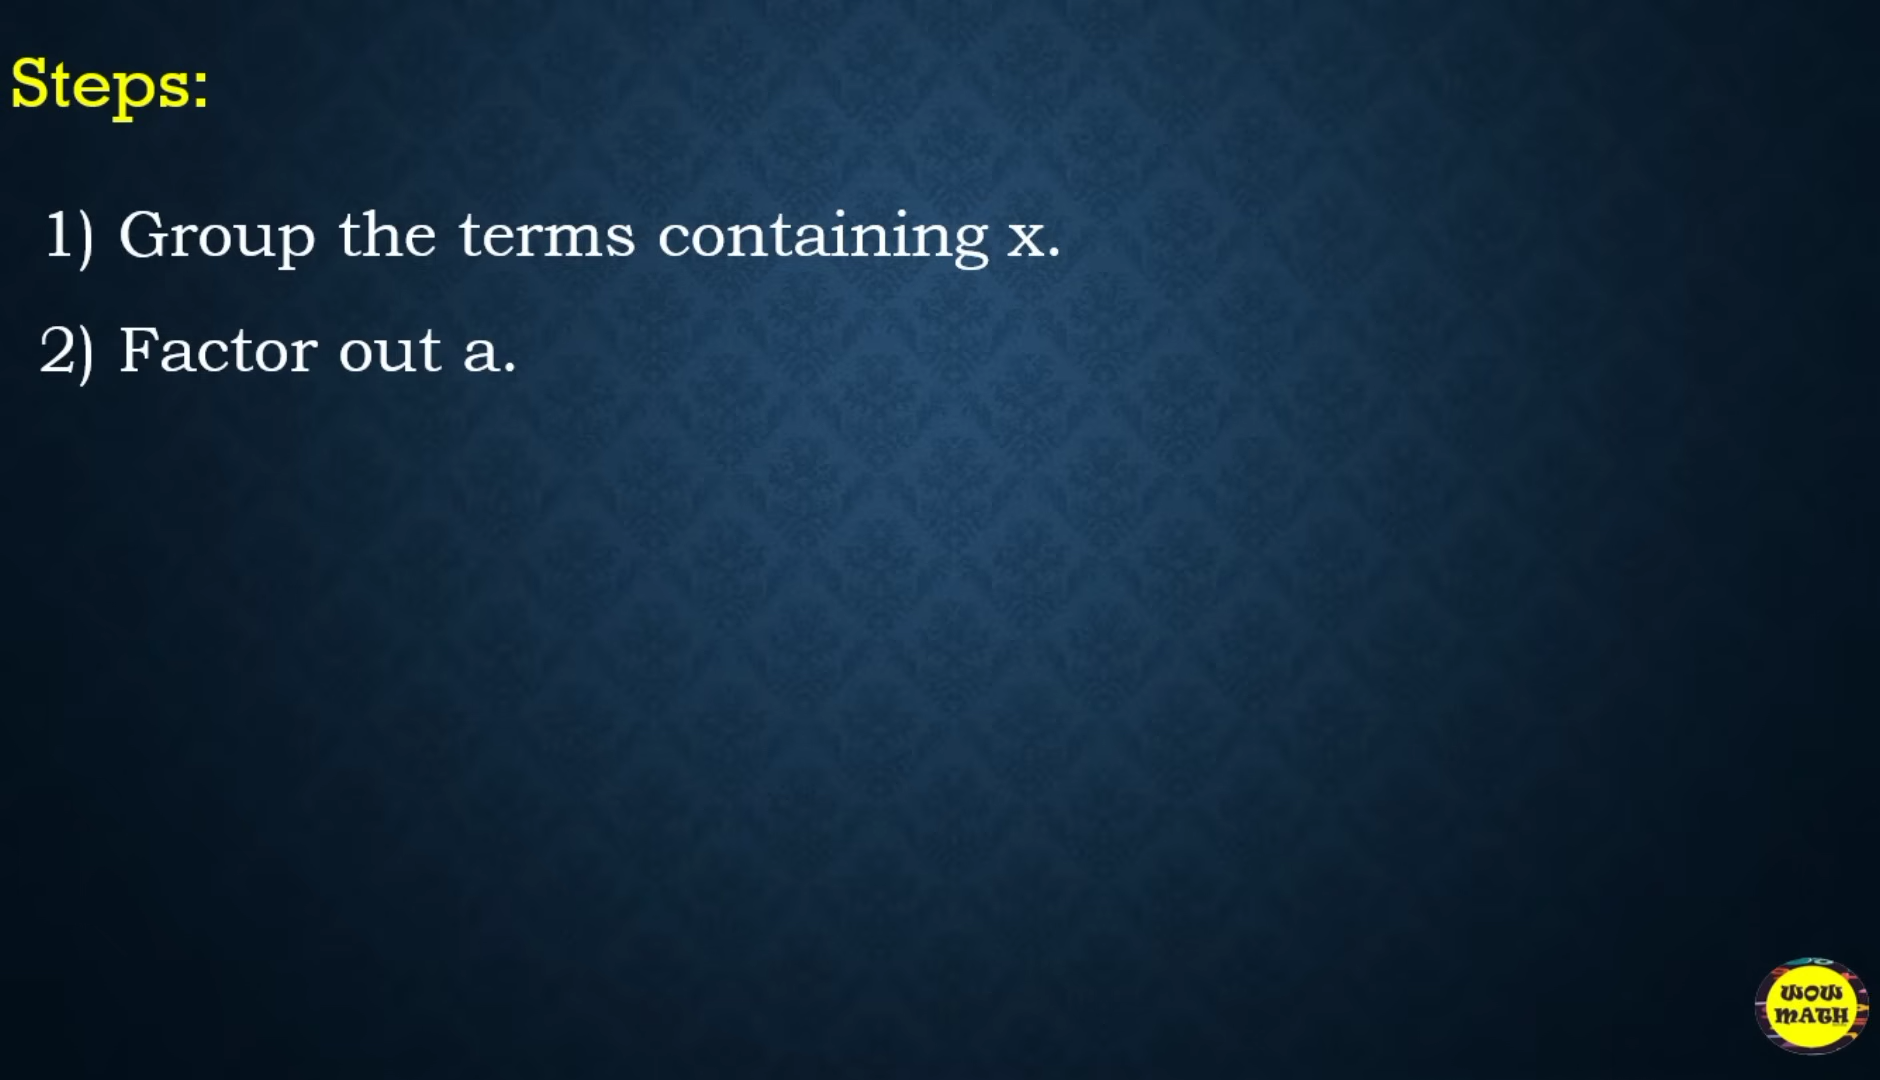 Steps:
1) Group the terms containing x.
2) Factor out a.
WOW
MATH